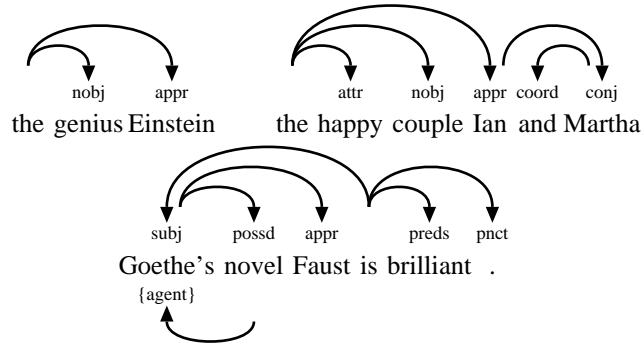 nobj appr attr nobj appr coord conj
the genius Einstein the happy couple Ian and Martha
subj possd appr preds pnct
Goethe's novel Faust is brilliant .
{agent}